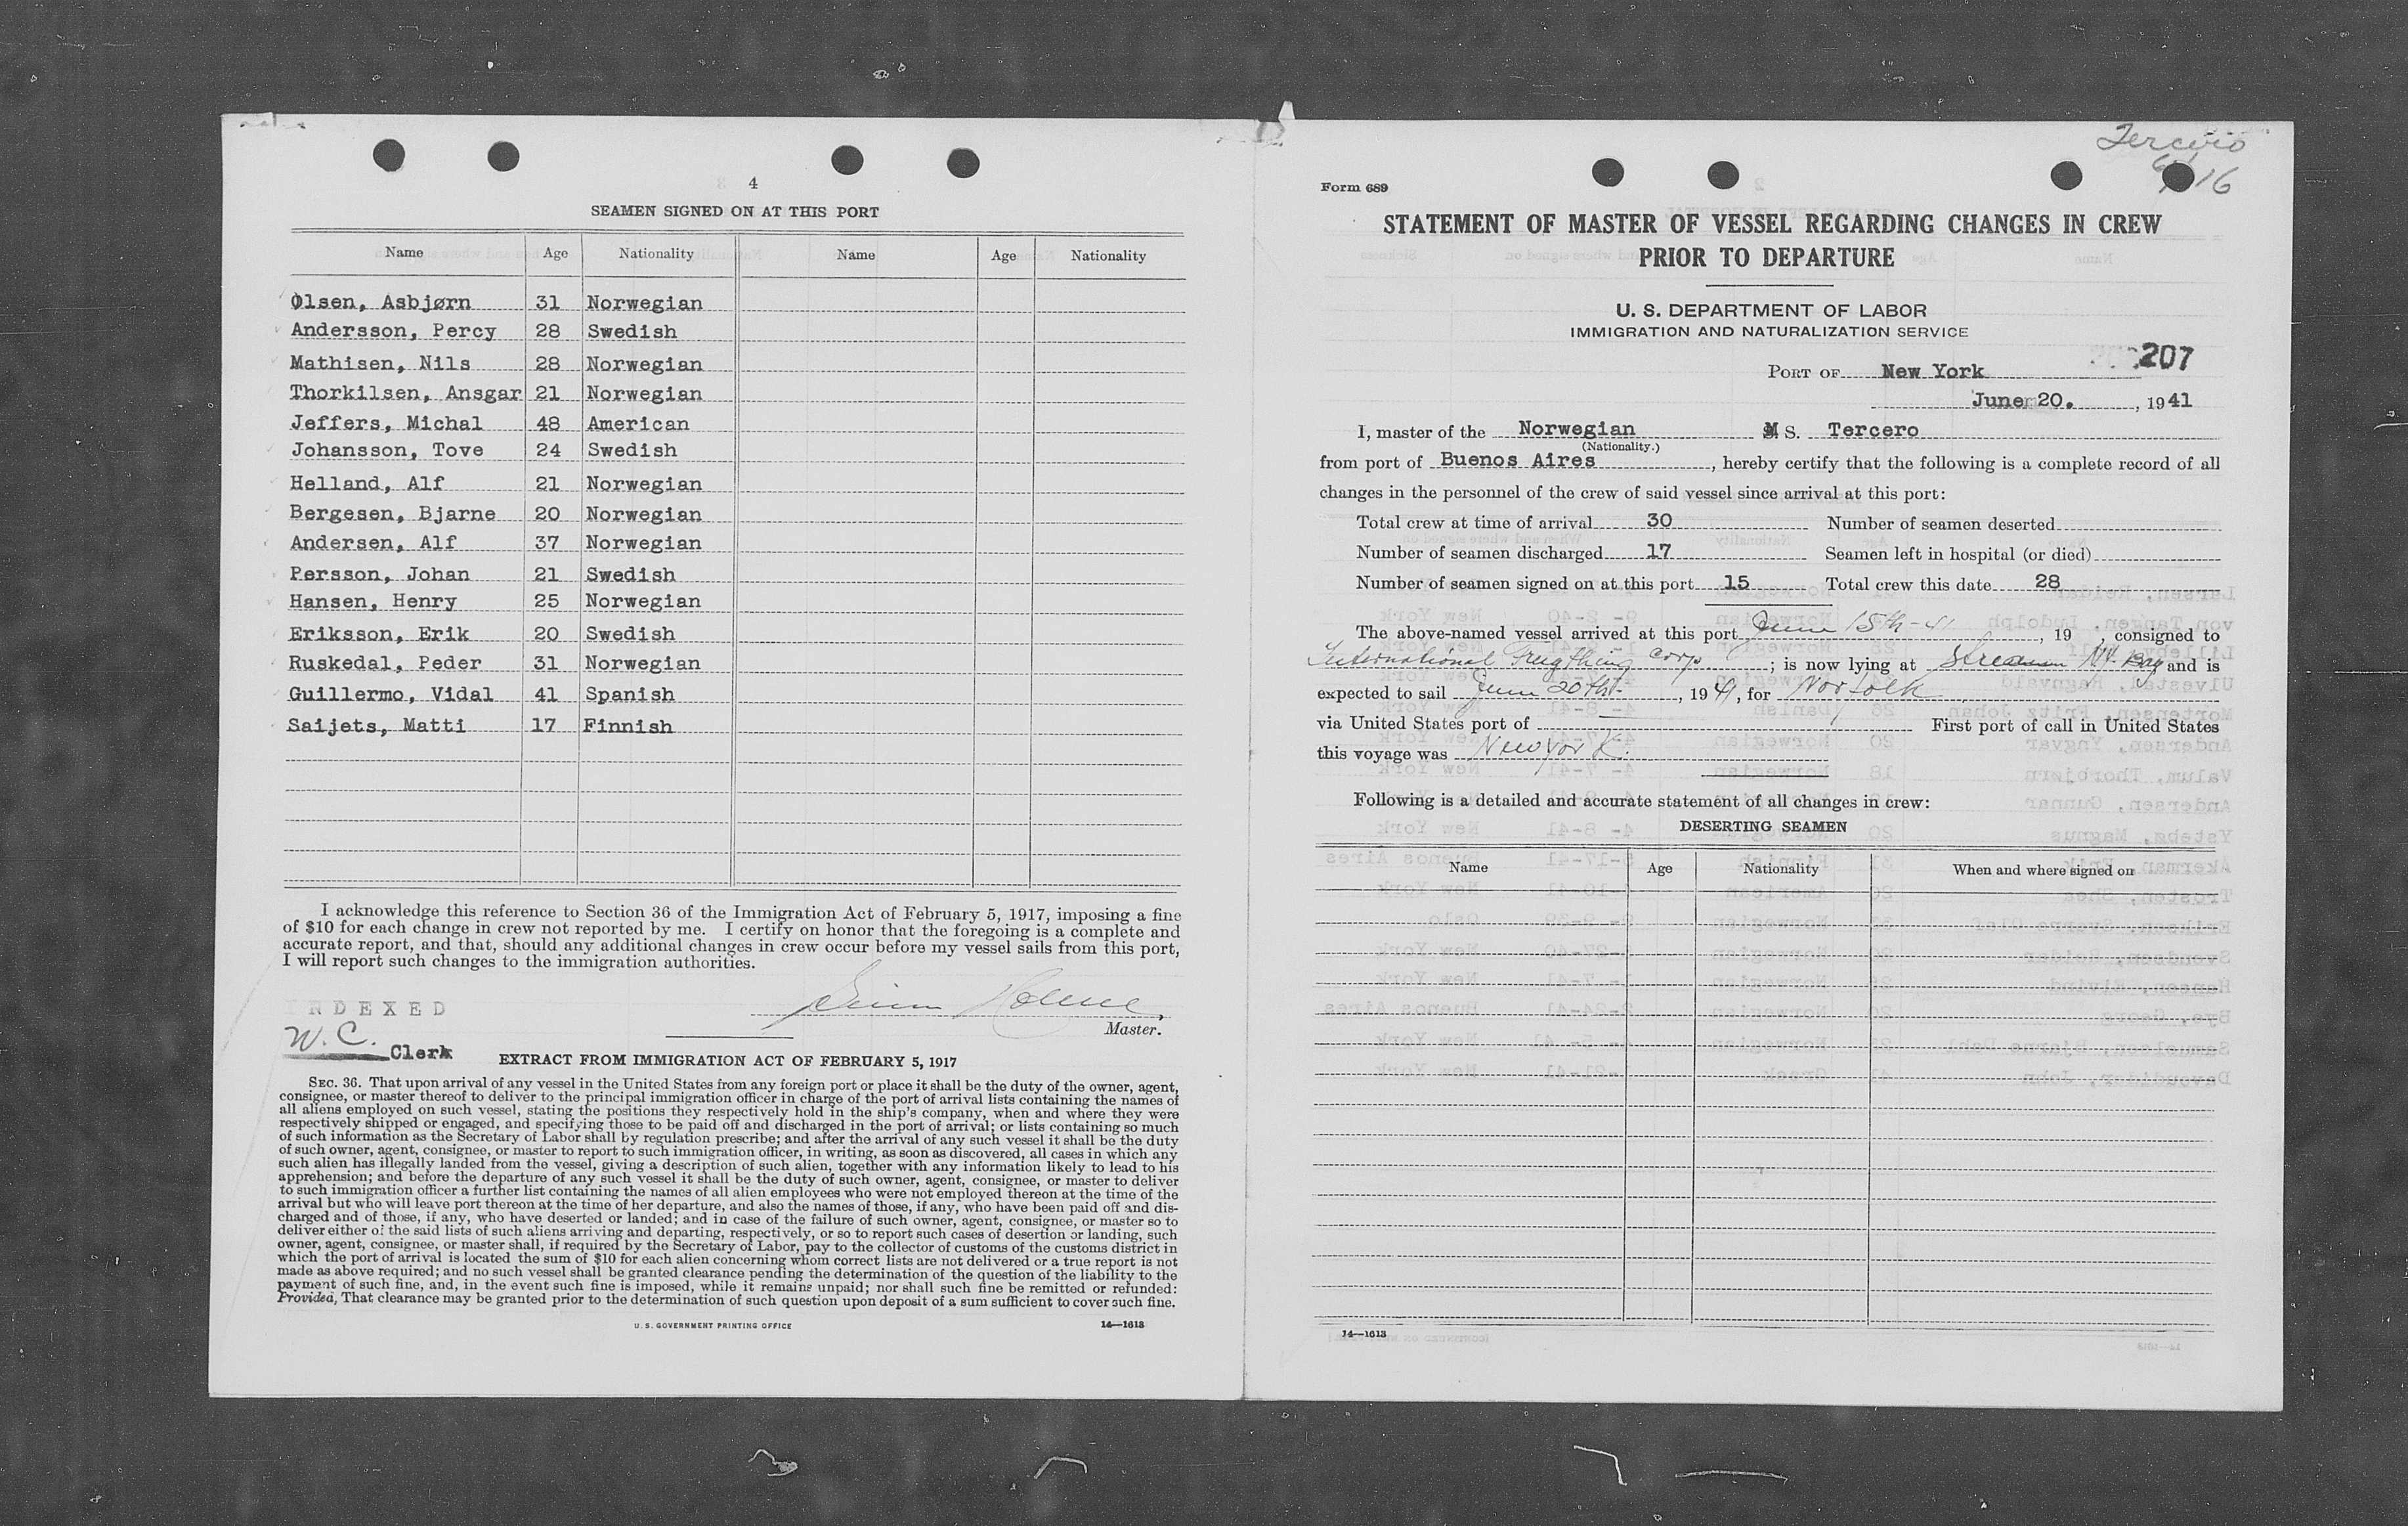 4
SEAMEN SIGNED ON AT THIS PORT
Name Age Nationality Name Age Nationality
Olsen, Asbjørn 31 Norwegian
Andersson, Percy 28 Swedish
Mathisen, Nils 28 Norwegian
Thorkilsen, Ansgar 21 Norwegian
Jeffers, Michal 48 American
Johansson, Tove 24 Swedish
Helland, Alf 21 Norwegian
Bergesen, Bjarne 20 Norwegian
Andersen, Alf 37 Norwegian
Persson, Johan 21 Swedish
Hansen, Henry 25 Norwegian
Eriksson, Erik 20 Swedish
Ruskedal, Peder 31 Norwegian
Guillermo, Vidal 41 Spanish
Saijets, Matti 17 Finnish
I acknowledge this reference to Section 36 of the Immigration Act of February 5, 1917, imposing a fine
of $10 for each change in crew not reported by me. I certify on honor that the foregoing is a complete and
accurate report, and that, should any additional changes in crew occur before my vessel sails from this port,
I will report such changes to the immigration authorities.
INDEXED
Master.
W. C. Clerk
EXTRACT FROM IMMIGRATION ACT OF FEBRUARY 5, 1917
SEC. 36. That upon arrival of any vessel in the United States from any foreign port or place it shall be the duty of the owner, agent,
consignee, or master thereof to deliver to the principal immigration officer in charge of the port of arrival lists containing the names of
all aliens employed on such vessel, stating the positions they respectively hold in the ship's company, when and where they were
respectively shipped or engaged, and specifying those to be paid off and discharged in the port of arrival; or lists containing so much
of such information as the Secretary of Labor shall by regulation prescribe; and after the arrival of any such vessel it shall be the duty
of such owner, agent, consignee, or master to report to such immigration officer, in writing, as soon as discovered, all cases in which any
such alien has illegally landed from the vessel, giving a description of such alien, together with any information likely to lead to his
apprehension; and before the departure of any such vessel it shall be the duty of such owner, agent, consignee, or master to deliver
to such immigration officer a further list containing the names of all alien employees who were not employed thereon at the time of the
arrival but who will leave port thereon at the time of her departure, and also the names of those, if any, who have been paid off and dis-
charged and of those, if any, who have deserted or landed; and in case of the failure of such owner, agent, consignee, or master so to
deliver either of the said lists of such aliens arriving and departing, respectively, or so to report such cases of desertion or landing, such
owner, agent, consignee, or master shall, if required by the Secretary of Labor, pay to the collector of customs of the customs district in
which the port of arrival is located the sum of $10 for each alien concerning whom correct lists are not delivered or a true report is not
made as above required; and no such vessel shall be granted clearance pending the determination of the question of the liability to the
payment of such fine, and, in the event such fine is imposed, while it remains unpaid; nor shall such fine be remitted or refunded:
Provided, That clearance may be granted prior to the determination of such question upon deposit of a sum sufficient to cover such fine.
U. S. GOVERNMENT PRINTING OFFICE 14—1613
Tercero
6/16
Form 689
STATEMENT OF MASTER OF VESSEL REGARDING CHANGES IN CREW
PRIOR TO DEPARTURE
U. S. DEPARTMENT OF LABOR
IMMIGRATION AND NATURALIZATION SERVICE
207
PORT OF New York
June 20, 1941
I, master of the Norwegian M S. Tercero
(Nationality.)
from port of Buenos Aires, hereby certify that the following is a complete record of all
changes in the personnel of the crew of said vessel since arrival at this port:
Total crew at time of arrival 30 Number of seamen deserted
Number of seamen discharged 17 Seamen left in hospital (or died)
Number of seamen signed on at this port 15 Total crew this date 28
The above-named vessel arrived at this port June 15th-41, 19 , consigned to
International Freigthing Corp; is now lying at Stream N.Y. Bay and is
expected to sail June 20th, 1941, for Norfolk
via United States port of First port of call in United States
this voyage was New York.
Following is a detailed and accurate statement of all changes in crew:
DESERTING SEAMEN
Name Age Nationality When and where signed on
14—1613